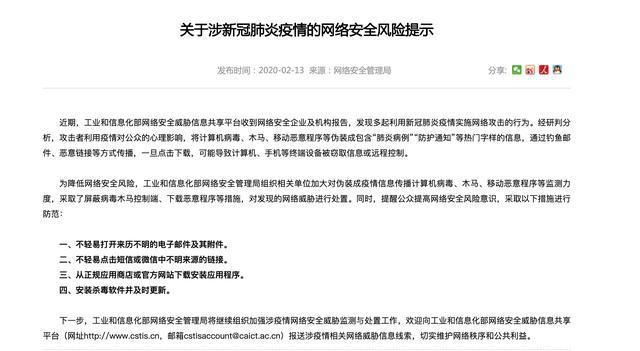 关于涉新冠肺炎疫情的网络安全风险提示
发布时间：2020-02-13 来源：网络安全管理局
分享:
近期，工业和信息化部网络安全威胁信息共享平台收到网络安全企业及机构报告，发现多起利用新冠肺炎疫情实施网络攻击的行为。经研判分
析，攻击者利用疫情对公众的心理影响，将计算机病毒、木马、移动恶意程序等伪装成包含“肺炎病例”“防护通知”等热门字样的信息，通过钓鱼邮
件、恶意链接等方式传播，一旦点击下载，可能导致计算机、手机等终端设备被窃取信息或远程控制。
为降低网络安全风险，工业和信息化部网络安全管理局组织相关单位加大对伪装成疫情信息传播计算机病毒、木马、移动恶意程序等监测力
度，采取了屏蔽病毒木马控制端、下载恶意程序等措施，对发现的网络威胁进行处置。同时，提醒公众提高网络安全风险意识，采取以下措施进行
防范：
一、不轻易打开来历不明的电子邮件及其附件。
二、不轻易点击短信或微信中不明来源的链接。
三、从正规应用商店或官方网站下载安装应用程序。
四、安装杀毒软件并及时更新。
下一步，工业和信息化部网络安全管理局将继续组织加强涉疫情网络安全威胁监测与处置工作，欢迎向工业和信息化部网络安全威胁信息共享
平台（网址http://www.cstis.cn，邮箱cstisaccount@caict.ac.cn）报送涉疫情相关网络威胁信息线索，切实维护网络秩序和公共利益。